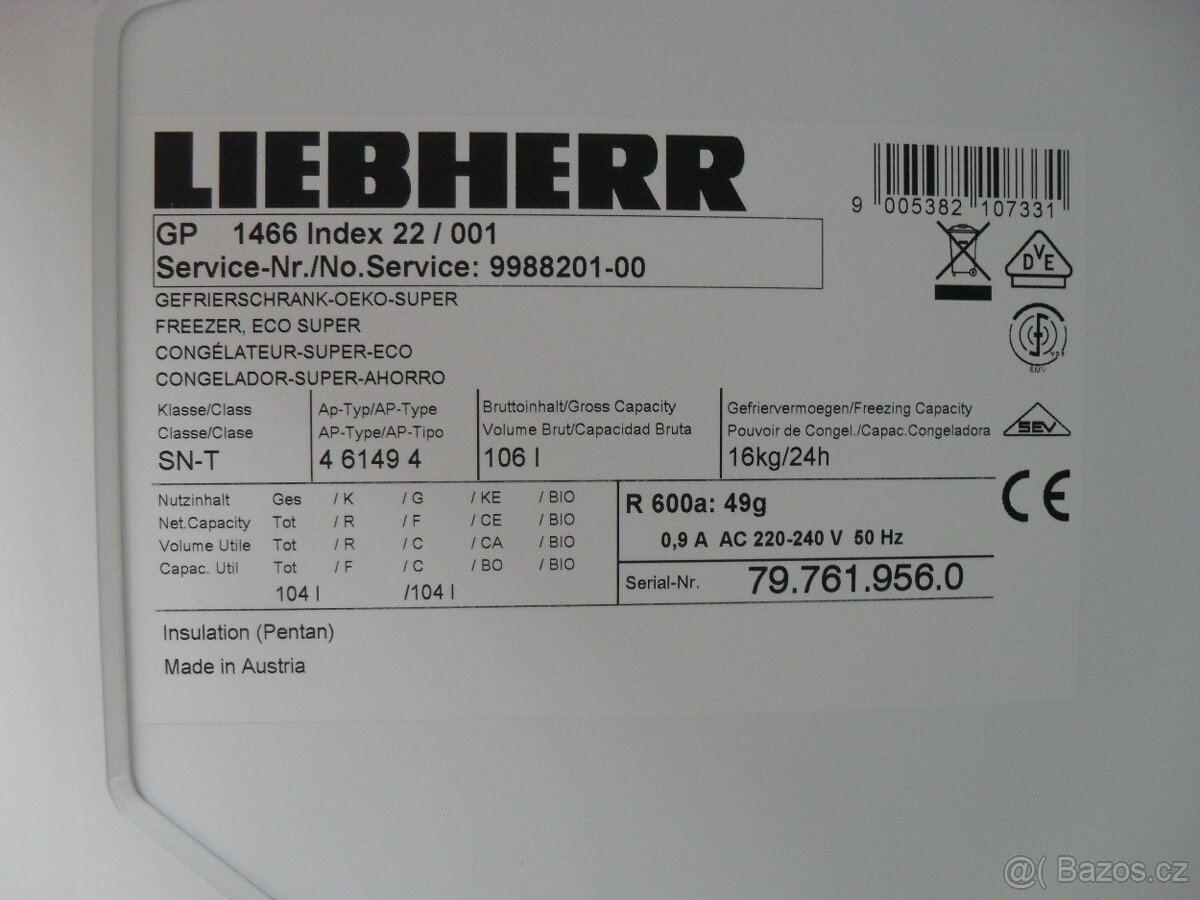 LIEBHERR
9 005382 107331
GP 1466 Index 22 / 001
Service-Nr./No.Service: 9988201-00
GEFRIERSCHRANK-OEKO-SUPER
FREEZER, ECO SUPER
CONGÉLATEUR-SUPER-ECO
CONGELADOR-SUPER-AHORRO
DVE
EMV
SEV
CE
Klasse/Class Ap-Typ/AP-Type Bruttoinhalt/Gross Capacity Gefriervermoegen/Freezing Capacity
Classe/Clase AP-Type/AP-Tipo Volume Brut/Capacidad Bruta Pouvoir de Congel./Capac.Congeladora
SN-T 4 6149 4 106 l 16kg/24h
Nutzinhalt Ges / K / G / KE / BIO
Net.Capacity Tot / R / F / CE / BIO
Volume Utile Tot / R / C / CA / BIO
Capac. Util Tot / F / C / BO / BIO
104 l /104 l
R 600a: 49g
0,9 A AC 220-240 V 50 Hz
Serial-Nr. 79.761.956.0
Insulation (Pentan)
Made in Austria
@( Bazos.cz